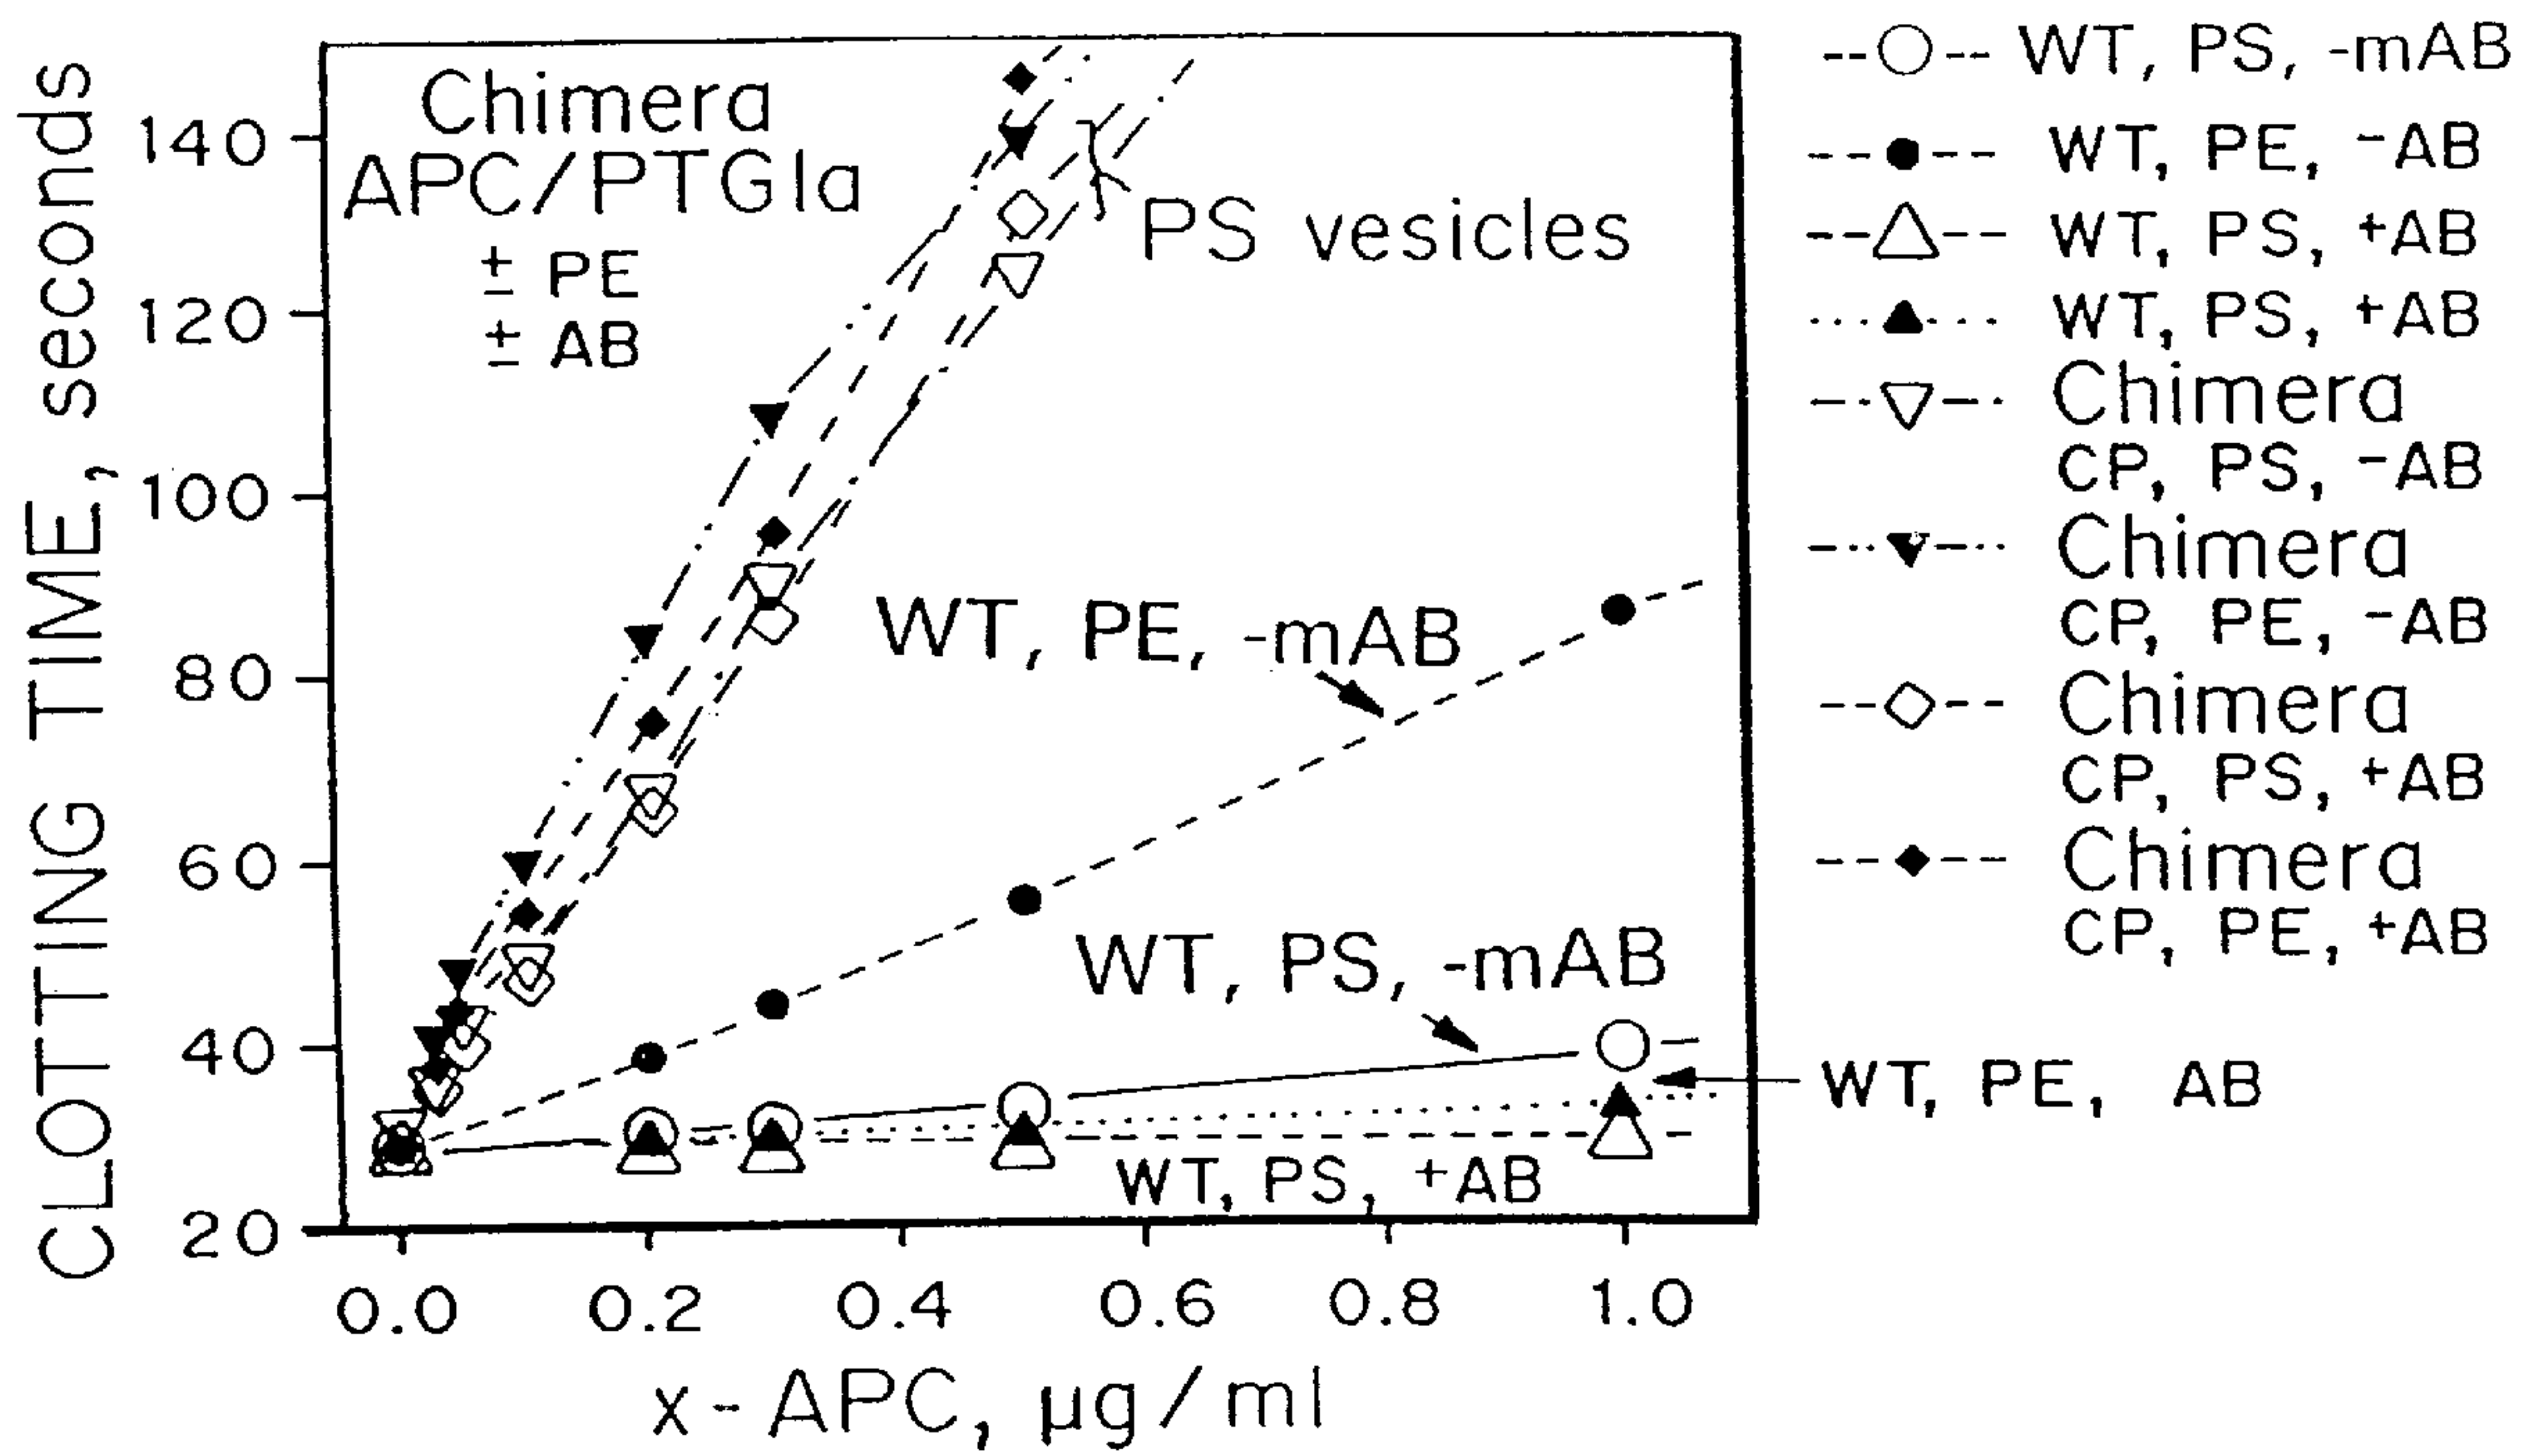 CLOTTING TIME, seconds
140
120
100
80
60
40
20
Chimera
APC/PTGla
± PE
± AB
PS vesicles
WT, PE, -mAB
WT, PS, -mAB
WT, PE, AB
WT, PS, +AB
0.0 0.2 0.4 0.6 0.8 1.0
x-APC, µg/ml
WT, PS, -mAB
WT, PE, -AB
WT, PS, +AB
WT, PS, +AB
Chimera
CP, PS, -AB
Chimera
CP, PE, -AB
Chimera
CP, PS, +AB
Chimera
CP, PE, +AB